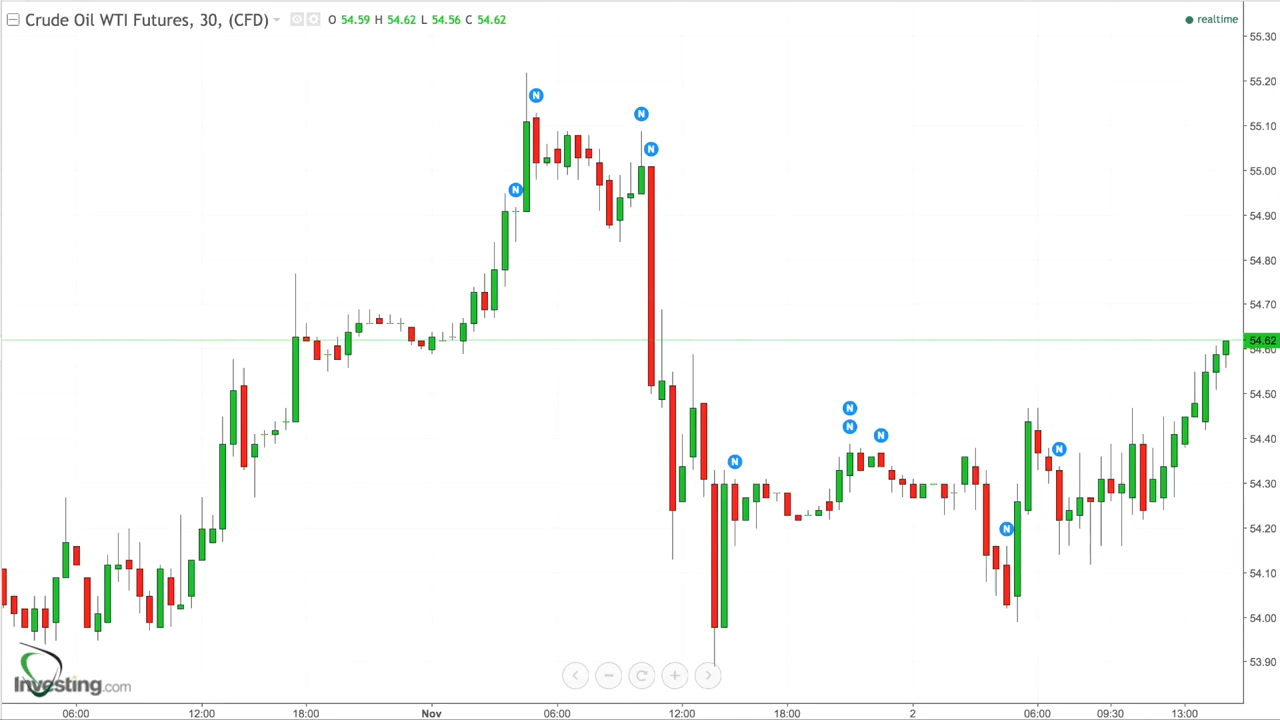 Crude Oil WTI Futures, 30, (CFD) O 54.59 H 54.62 L 54.56 C 54.62
realtime
55.30
55.20
N
55.10
N
N
55.00
N
54.90
54.80
54.70
54.62
54.60
54.50
N
N
N
54.40
N
N
54.30
54.20
N
54.10
54.00
53.90
Investing.com
06:00 12:00 18:00 Nov 06:00 12:00 18:00 2 06:00 09:30 13:00